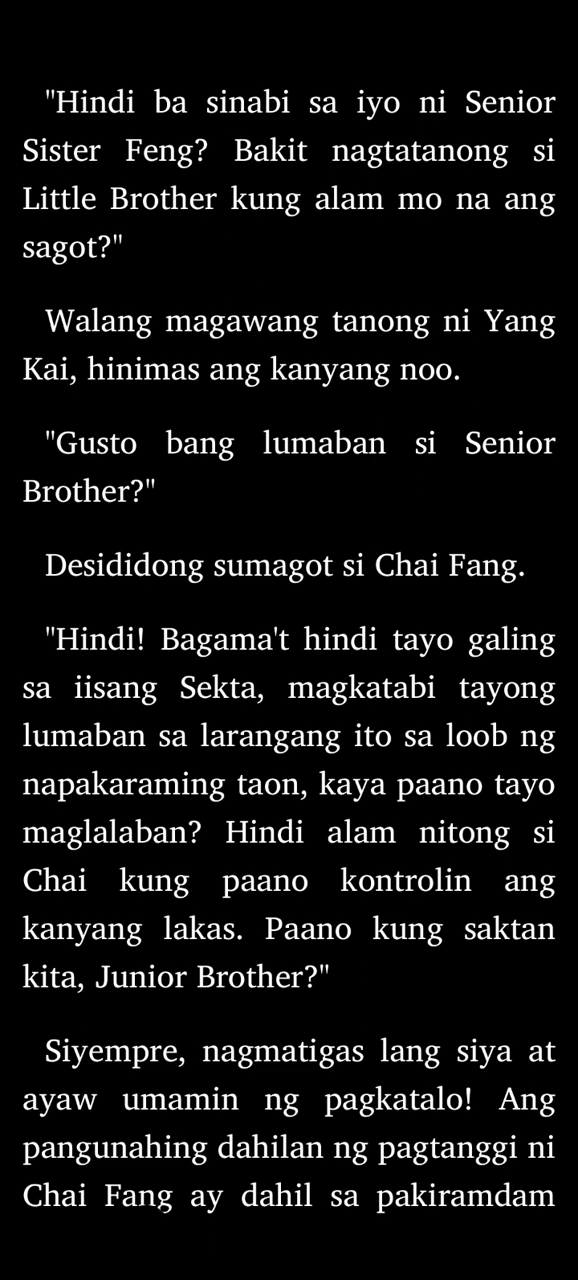 "Hindi ba sinabi sa iyo ni Senior
Sister Feng? Bakit nagtatanong si
Little Brother kung alam mo na ang
sagot?"
Walang magawang tanong ni Yang
Kai, hinimas ang kanyang noo.
"Gusto bang lumaban si Senior
Brother?"
Desididong sumagot si Chai Fang.
"Hindi! Bagama't hindi tayo galing
sa iisang Sekta, magkatabi tayong
lumaban sa larangang ito sa loob ng
napakaraming taon, kaya paano tayo
maglalaban? Hindi alam nitong si
Chai kung paano kontrolin ang
kanyang lakas. Paano kung saktan
kita, Junior Brother?"
Siyempre, nagmatigas lang siya at
ayaw umamin ng pagkatalo! Ang
pangunahing dahilan ng pagtanggi ni
Chai Fang ay dahil sa pakiramdam